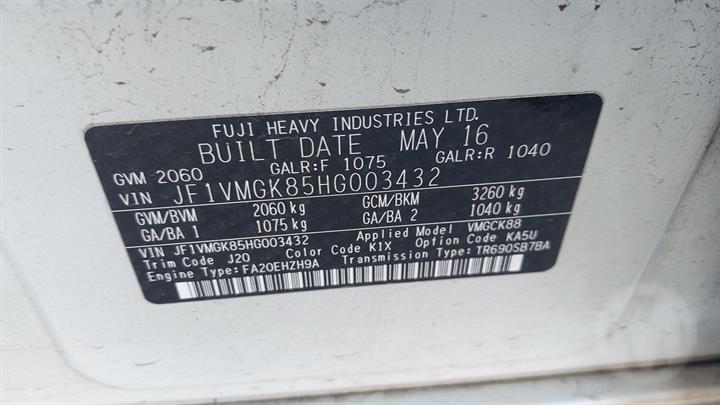 FUJI HEAVY INDUSTRIES LTD.
BUILT DATE MAY 16
GVM 2060 GALR:F 1075 GALR:R 1040
VIN JF1VMGK85HG003432
GVM/BVM 2060 kg GCM/BKM 3260 kg
GA/BA 1 1075 kg GA/BA 2 1040 kg
VIN JF1VMGK85HG003432 Applied Model VMGCK88
Trim Code J20 Color Code K1X Option Code KA5U
Engine Type:FA20EHZH9A Transmission Type:TR690SB7BA